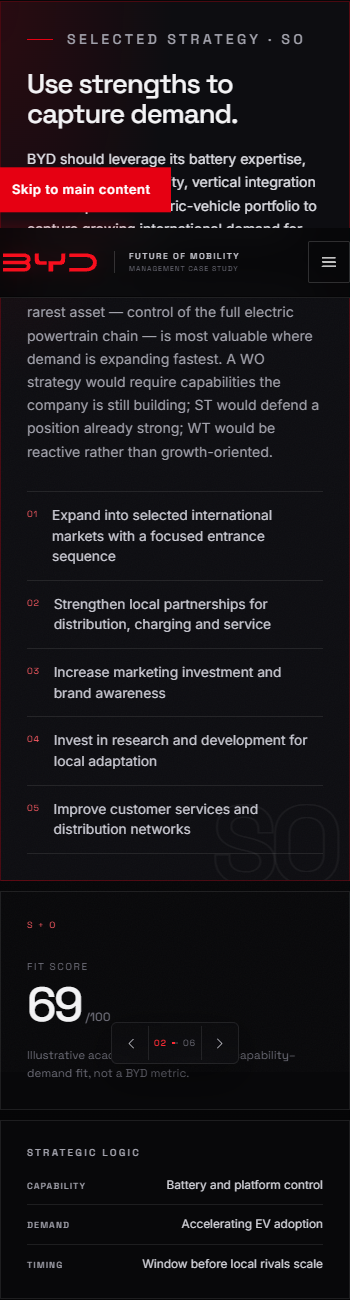 SELECTED STRATEGY · SO
Use strengths to
capture demand.
BYD should leverage its battery expertise,
Skip to main content
ty, vertical integration
ric-vehicle portfolio to
capture growing international demand for
BYD
FUTURE OF MOBILITY
MANAGEMENT CASE STUDY
rarest asset — control of the full electric
powertrain chain — is most valuable where
demand is expanding fastest. A WO
strategy would require capabilities the
company is still building; ST would defend a
position already strong; WT would be
reactive rather than growth-oriented.
01 Expand into selected international
markets with a focused entrance
sequence
02 Strengthen local partnerships for
distribution, charging and service
03 Increase marketing investment and
brand awareness
04 Invest in research and development for
local adaptation
05 Improve customer services and
distribution networks
SO
S + O
FIT SCORE
69 /100
02 06
Illustrative aca apability–
demand fit, not a BYD metric.
STRATEGIC LOGIC
CAPABILITY Battery and platform control
DEMAND Accelerating EV adoption
TIMING Window before local rivals scale